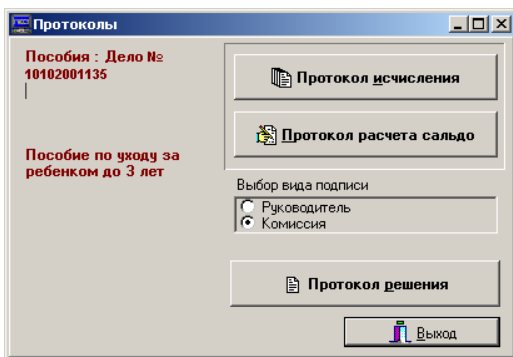 Протоколы
Пособия : Дело №
10102001135
Пособие по уходу за
ребенком до 3 лет
Протокол исчисления
Протокол расчета сальдо
Выбор вида подписи
Руководитель
Комиссия
Протокол решения
Выход